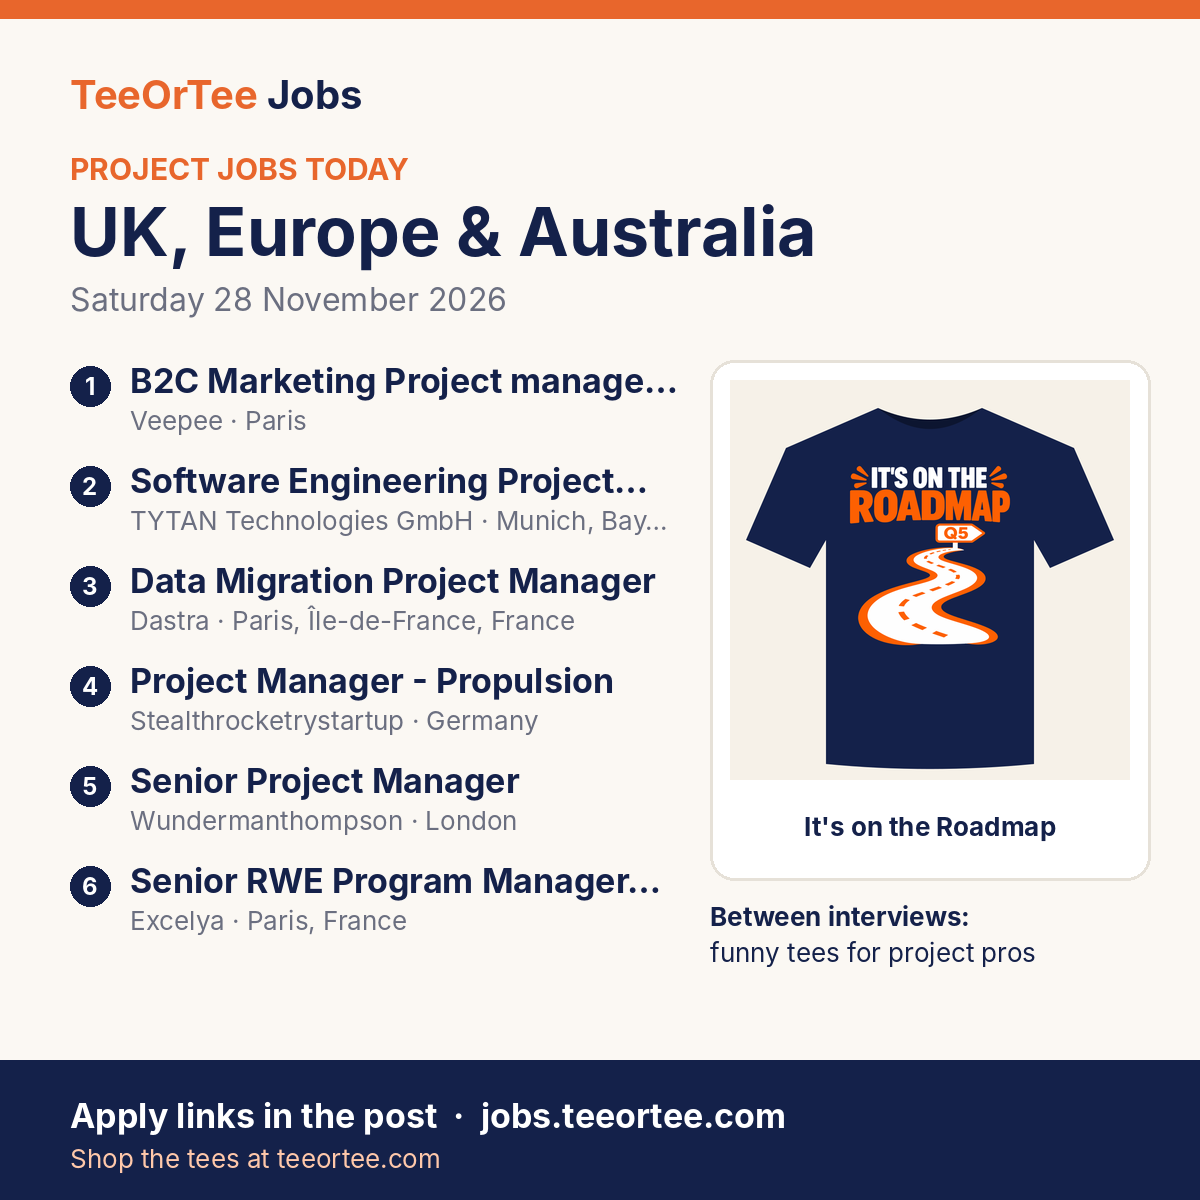 TeeOrTee Jobs
PROJECT JOBS TODAY
UK, Europe & Australia
Saturday 28 November 2026
1 B2C Marketing Project manage...
Veepee · Paris
2 Software Engineering Project...
TYTAN Technologies GmbH · Munich, Bay...
3 Data Migration Project Manager
Dastra · Paris, Île-de-France, France
4 Project Manager - Propulsion
Stealthrocketrystartup · Germany
5 Senior Project Manager
Wundermanthompson · London
6 Senior RWE Program Manager...
Excelya · Paris, France
IT'S ON THE
ROADMAP
Q5
It's on the Roadmap
Between interviews:
funny tees for project pros
Apply links in the post · jobs.teeortee.com
Shop the tees at teeortee.com